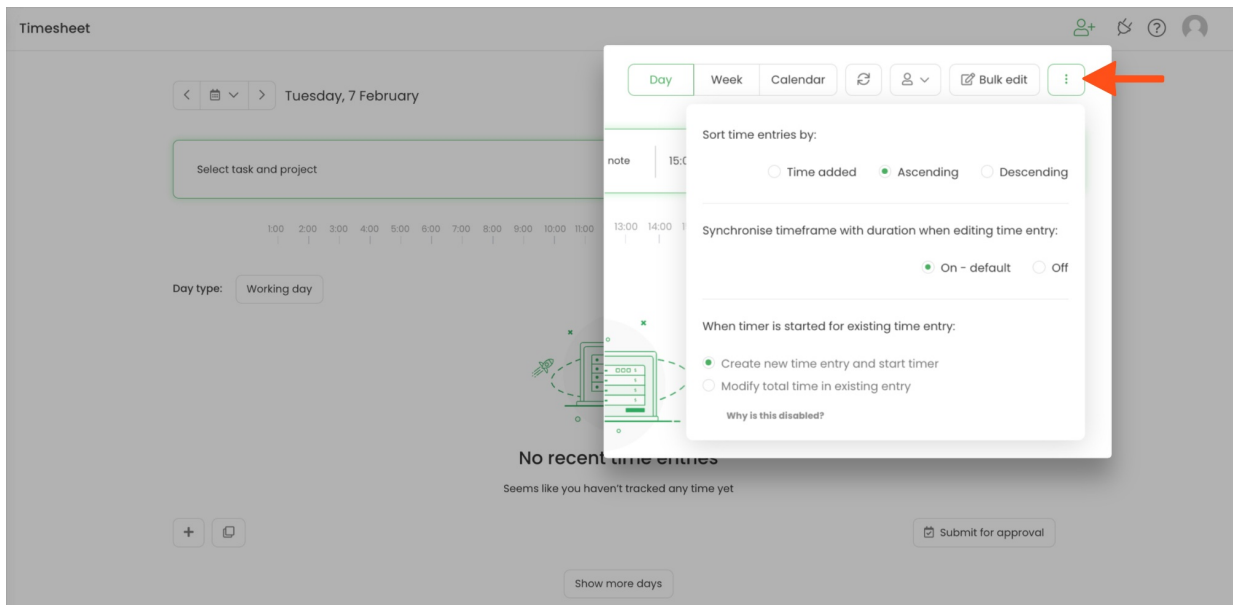 Timesheet
Day Week Calendar Bulk edit
Tuesday, 7 February
Sort time entries by:
Select task and project
note 15:0
Time added Ascending Descending
1:00 2:00 3:00 4:00 5:00 6:00 7:00 8:00 9:00 10:00 11:00 13:00 14:00 1
Synchronise timeframe with duration when editing time entry:
On - default Off
Day type: Working day
When timer is started for existing time entry:
Create new time entry and start timer
Modify total time in existing entry
Why is this disabled?
No recent time entries
Seems like you haven't tracked any time yet
Submit for approval
Show more days